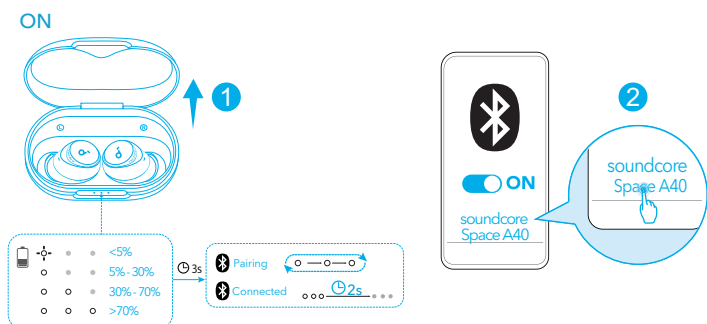 ON
1
<5%
5%-30%
30%-70%
>70%
3s
Pairing
Connected
2s
ON
soundcore
Space A40
2
soundcore
Space A40